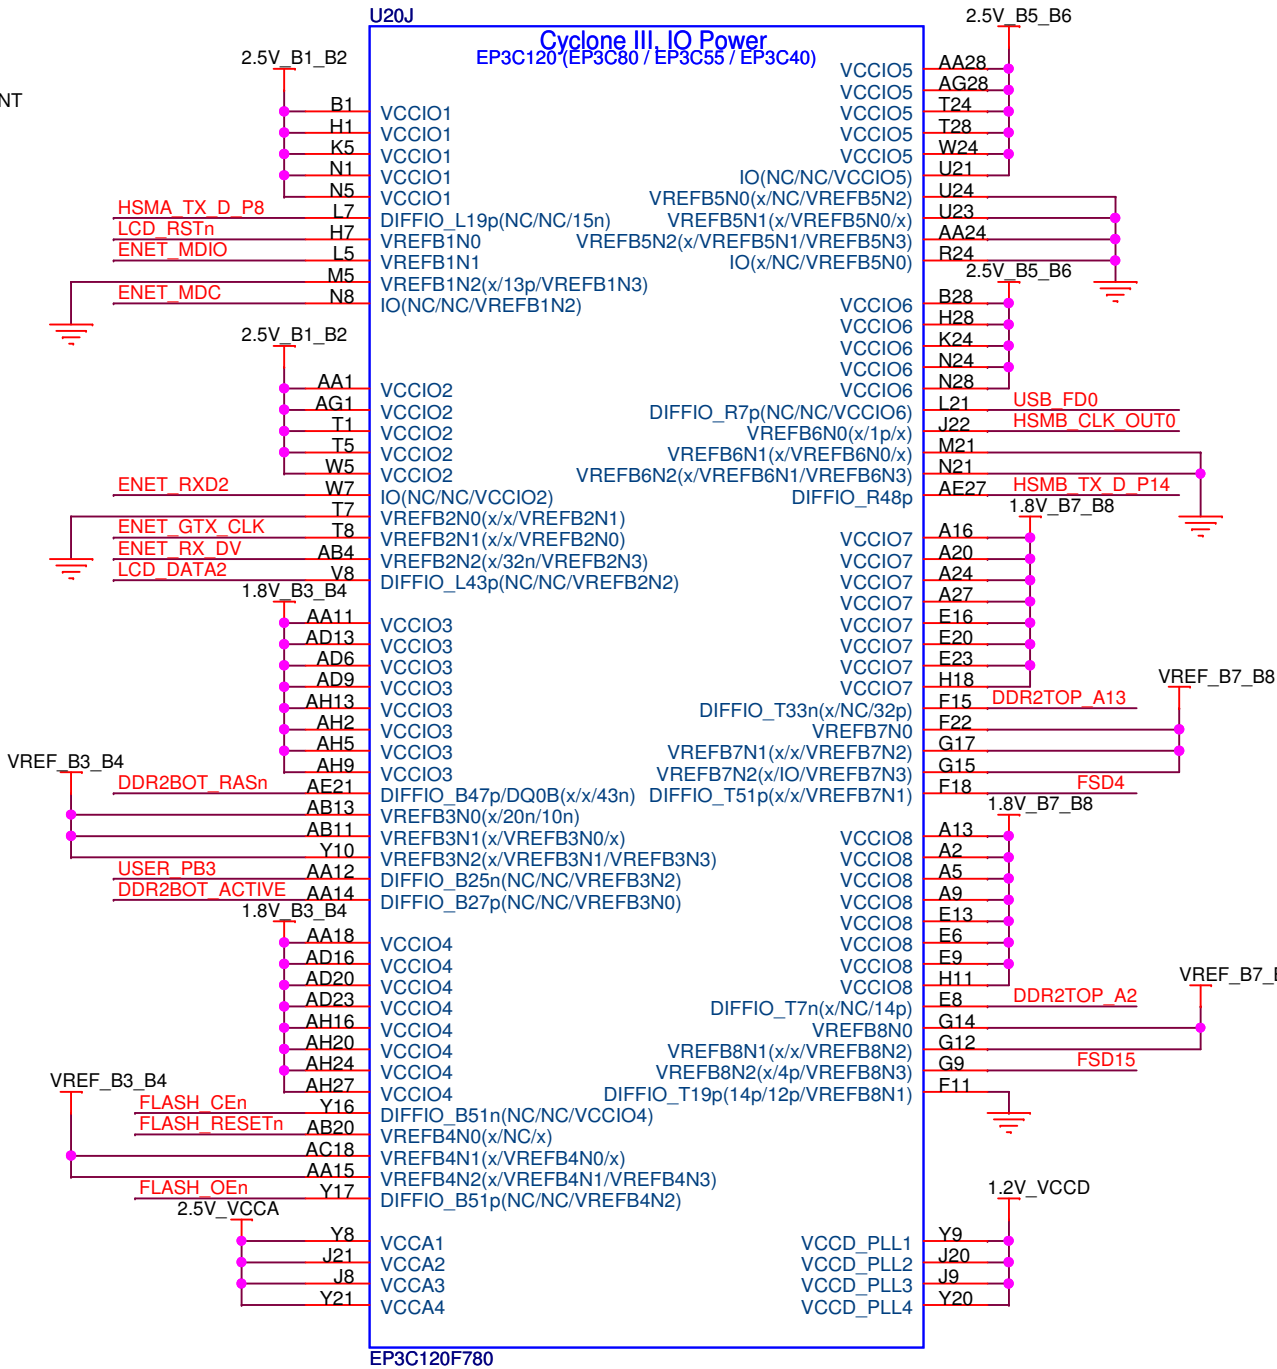 U20J
Cyclone III, IO Power
EP3C120 (EP3C80 / EP3C55 / EP3C40)
NT
2.5V_B1_B2
B1 VCCIO1
H1 VCCIO1
K5 VCCIO1
N1 VCCIO1
N5 VCCIO1
HSMA_TX_D_P8 L7 DIFFIO_L19p(NC/NC/15n)
LCD_RSTn H7 VREFB1N0
ENET_MDIO L5 VREFB1N1
M5 VREFB1N2(x/13p/VREFB1N3)
ENET_MDC N8 IO(NC/NC/VREFB1N2)
2.5V_B1_B2
AA1 VCCIO2
AG1 VCCIO2
T1 VCCIO2
T5 VCCIO2
W5 VCCIO2
ENET_RXD2 W7 IO(NC/NC/VCCIO2)
T7 VREFB2N0(x/x/VREFB2N1)
ENET_GTX_CLK T8 VREFB2N1(x/x/VREFB2N0)
ENET_RX_DV AB4 VREFB2N2(x/32n/VREFB2N3)
LCD_DATA2 V8 DIFFIO_L43p(NC/NC/VREFB2N2)
1.8V_B3_B4
AA11 VCCIO3
AD13 VCCIO3
AD6 VCCIO3
AD9 VCCIO3
AH13 VCCIO3
AH2 VCCIO3
AH5 VCCIO3
AH9 VCCIO3
VREF_B3_B4
DDR2BOT_RASn AE21 DIFFIO_B47p/DQ0B(x/x/43n)
AB13 VREFB3N0(x/20n/10n)
AB11 VREFB3N1(x/VREFB3N0/x)
Y10 VREFB3N2(x/VREFB3N1/VREFB3N3)
USER_PB3 AA12 DIFFIO_B25n(NC/NC/VREFB3N2)
DDR2BOT_ACTIVE AA14 DIFFIO_B27p(NC/NC/VREFB3N0)
1.8V_B3_B4
AA18 VCCIO4
AD16 VCCIO4
AD20 VCCIO4
AD23 VCCIO4
AH16 VCCIO4
AH20 VCCIO4
AH24 VCCIO4
AH27 VCCIO4
VREF_B3_B4
FLASH_CEn Y16 DIFFIO_B51n(NC/NC/VCCIO4)
FLASH_RESETn AB20 VREFB4N0(x/NC/x)
AC18 VREFB4N1(x/VREFB4N0/x)
AA15 VREFB4N2(x/VREFB4N1/VREFB4N3)
FLASH_OEn Y17 DIFFIO_B51p(NC/NC/VREFB4N2)
2.5V_VCCA
Y8 VCCA1
J21 VCCA2
J8 VCCA3
Y21 VCCA4
2.5V_B5_B6
VCCIO5 AA28
VCCIO5 AG28
VCCIO5 T24
VCCIO5 T28
VCCIO5 W24
IO(NC/NC/VCCIO5) U21
VREFB5N0(x/NC/VREFB5N2) U24
VREFB5N1(x/VREFB5N0/x) U23
VREFB5N2(x/VREFB5N1/VREFB5N3) AA24
IO(x/NC/VREFB5N0) R24
2.5V_B5_B6
VCCIO6 B28
VCCIO6 H28
VCCIO6 K24
VCCIO6 N24
VCCIO6 N28
DIFFIO_R7p(NC/NC/VCCIO6) L21 USB_FD0
VREFB6N0(x/1p/x) J22 HSMB_CLK_OUT0
VREFB6N1(x/VREFB6N0/x) M21
VREFB6N2(x/VREFB6N1/VREFB6N3) N21
DIFFIO_R48p AE27 HSMB_TX_D_P14
1.8V_B7_B8
VCCIO7 A16
VCCIO7 A20
VCCIO7 A24
VCCIO7 A27
VCCIO7 E16
VCCIO7 E20
VCCIO7 E23
VCCIO7 H18
VREF_B7_B8
DIFFIO_T33n(x/NC/32p) F15 DDR2TOP_A13
VREFB7N0 F22
VREFB7N1(x/x/VREFB7N2) G17
VREFB7N2(x/IO/VREFB7N3) G15
DIFFIO_T51p(x/x/VREFB7N1) F18 FSD4
1.8V_B7_B8
VCCIO8 A13
VCCIO8 A2
VCCIO8 A5
VCCIO8 A9
VCCIO8 E13
VCCIO8 E6
VCCIO8 E9
VCCIO8 H11
VREF_B7_
DIFFIO_T7n(x/NC/14p) E8 DDR2TOP_A2
VREFB8N0 G14
VREFB8N1(x/x/VREFB8N2) G12
VREFB8N2(x/4p/VREFB8N3) G9 FSD15
DIFFIO_T19p(14p/12p/VREFB8N1) F11
1.2V_VCCD
VCCD_PLL1 Y9
VCCD_PLL2 J20
VCCD_PLL3 J9
VCCD_PLL4 Y20
EP3C120F780